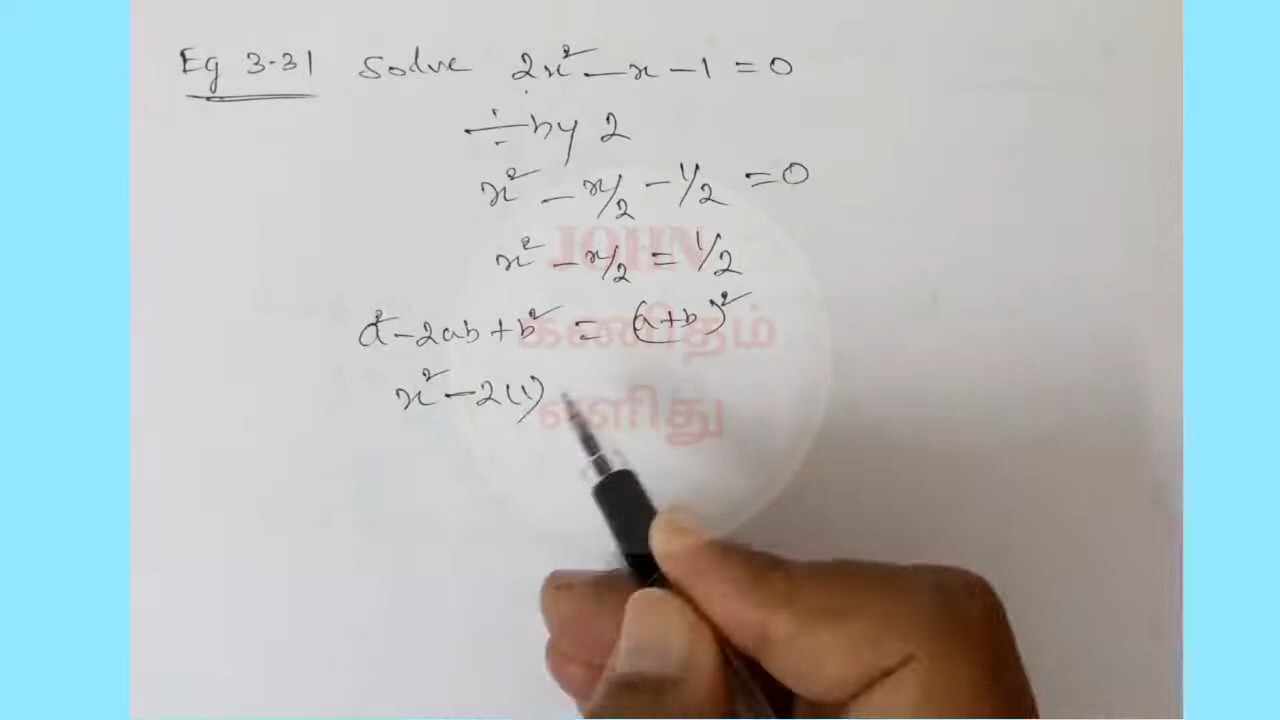 Eg 3.31 Solve 2x² - x - 1 = 0
÷ by 2
x² - x/2 - 1/2 = 0
x² - x/2 = 1/2
a² - 2ab + b² = (a+b)²
x² - 2(1)
JOHN
கணிதம்
எளிது